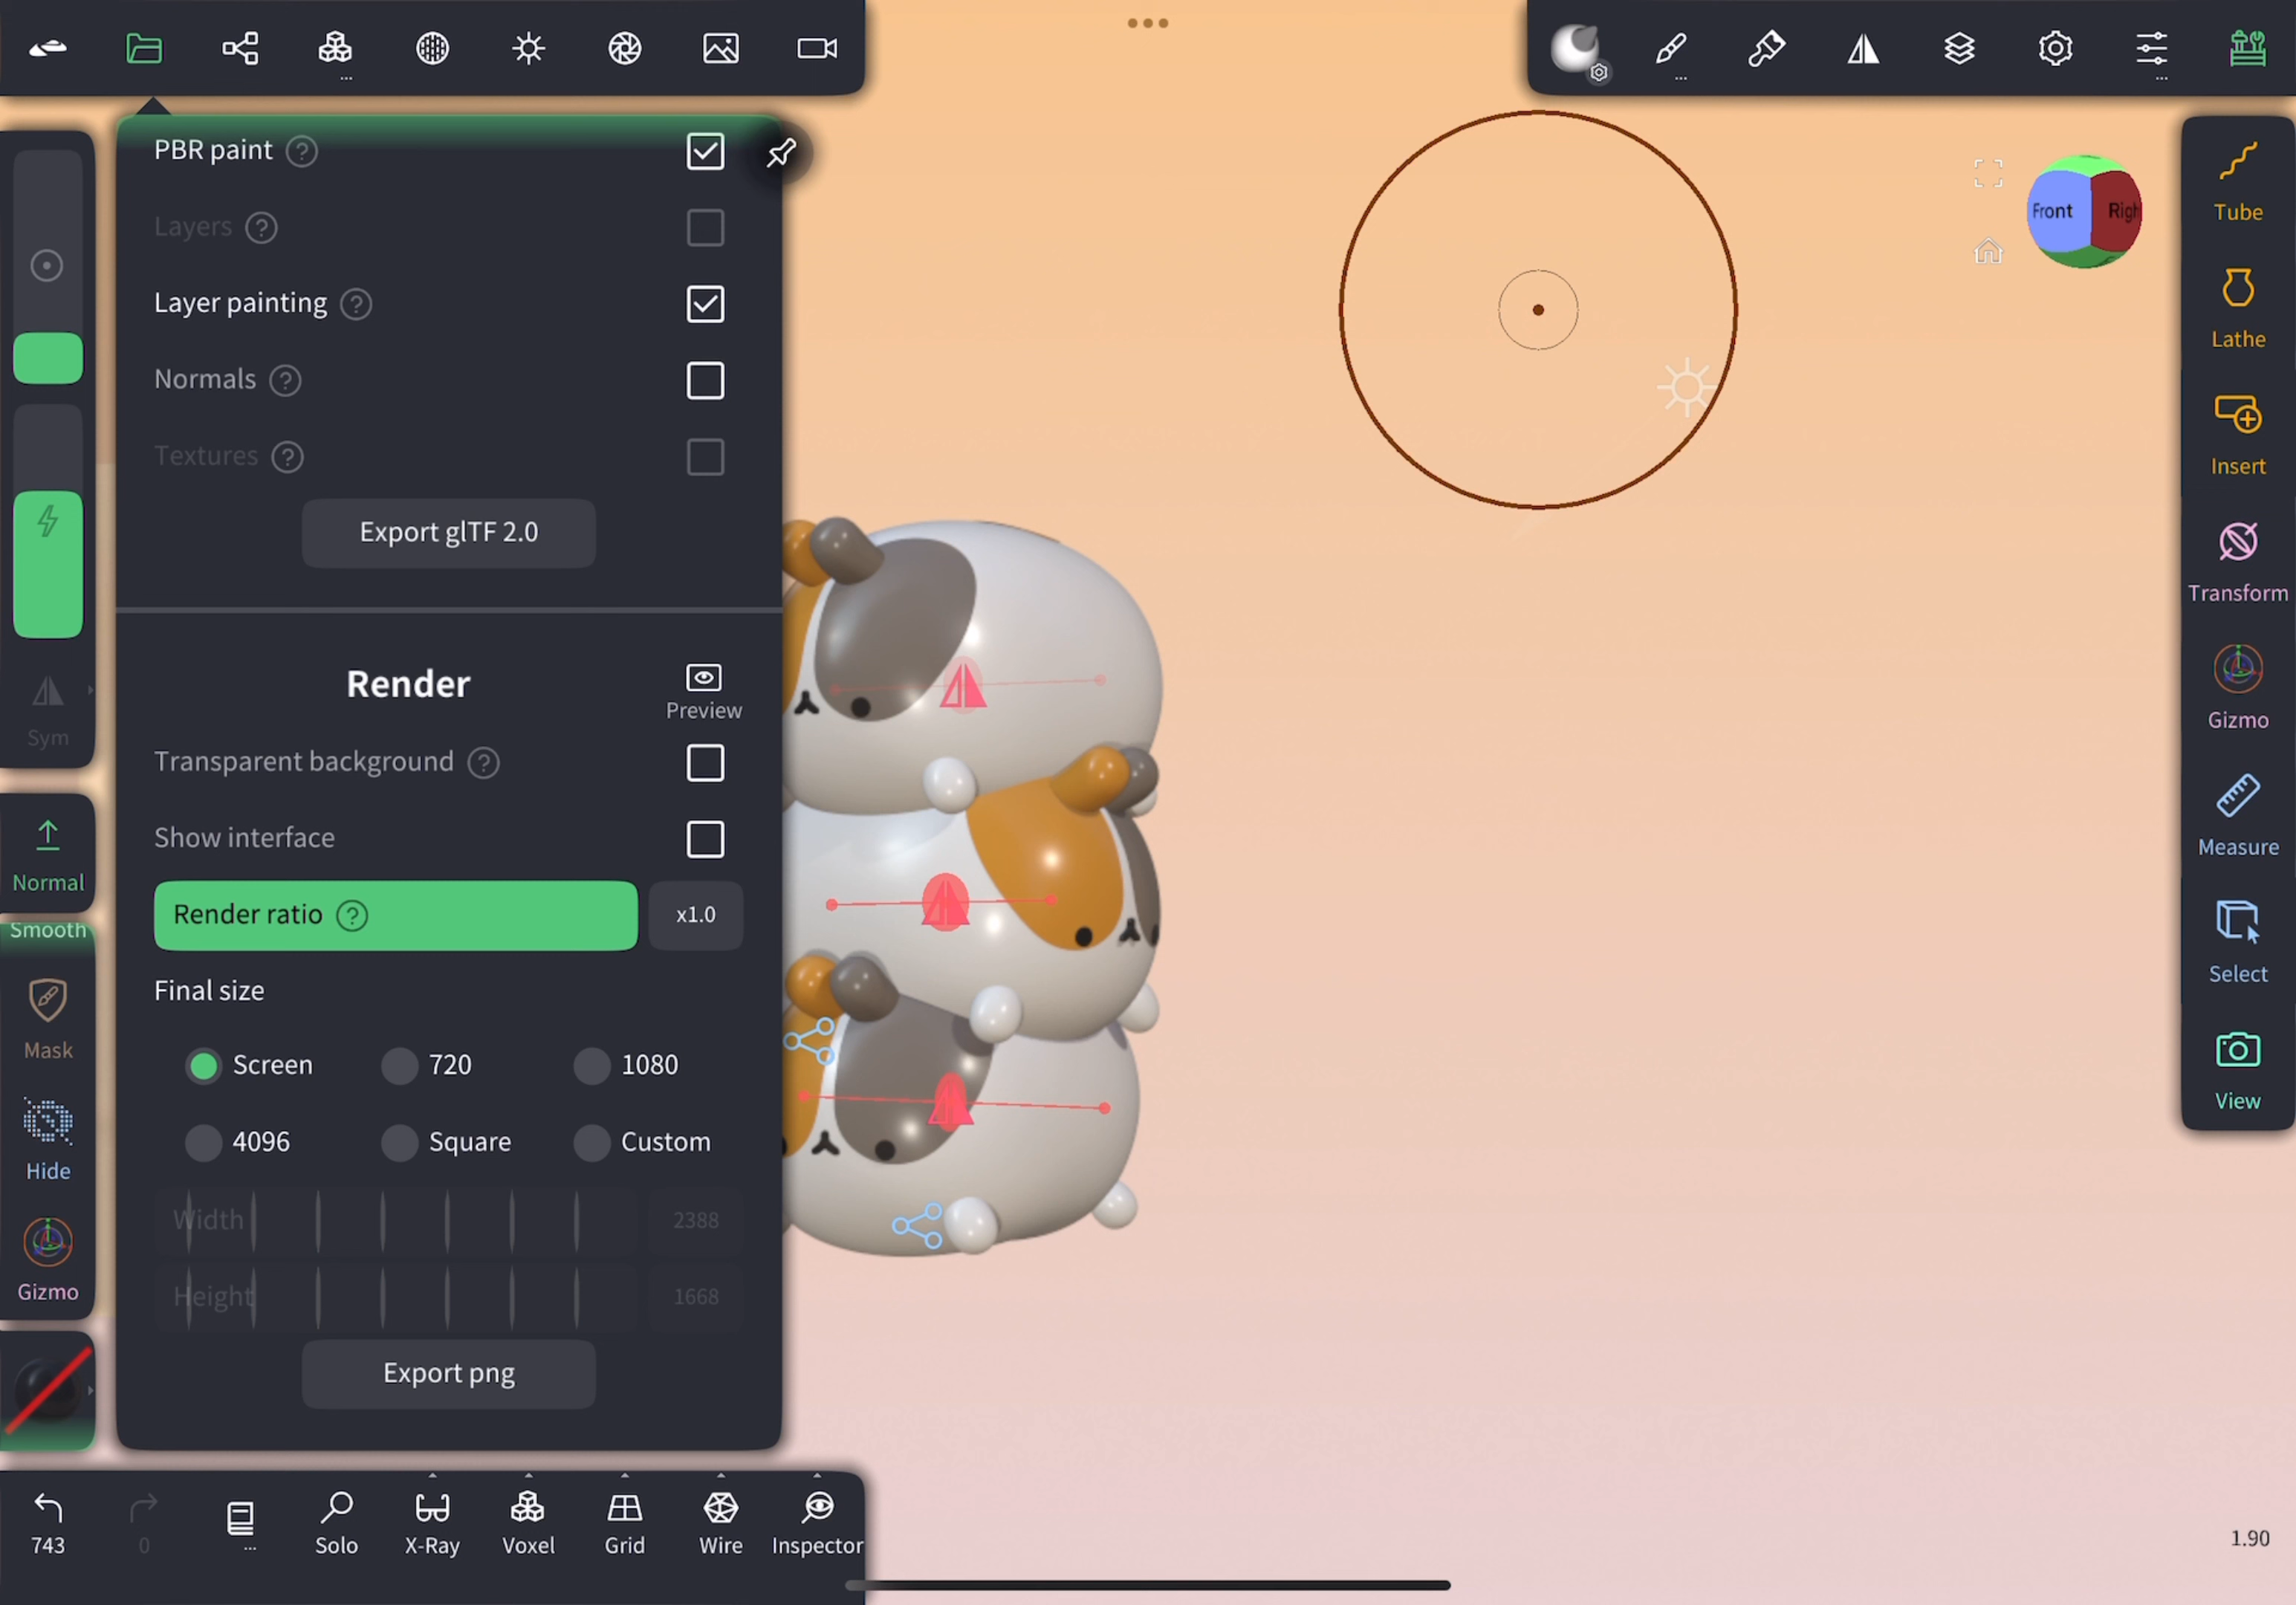 PBR paint ?
Layers ?
Layer painting ?
Normals ?
Textures ?
Export glTF 2.0
Render
Preview
Transparent background ?
Show interface
Render ratio ? x1.0
Final size
Screen 720 1080
4096 Square Custom
Width 2388
Height 1668
Export png
Sym
Normal
Smooth
Mask
Hide
Gizmo
743
0
...
Solo
X-Ray
Voxel
Grid
Wire
Inspector
Front
Righ
Tube
Lathe
Insert
Transform
Gizmo
Measure
Select
View
1.90